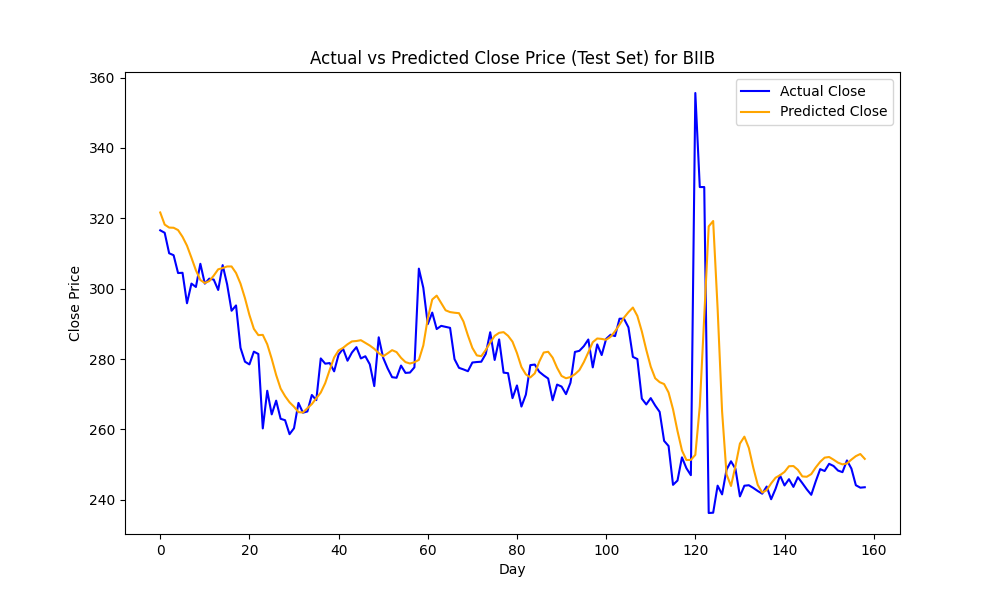 Actual vs Predicted Close Price (Test Set) for BIIB
Actual Close
Predicted Close
Close Price
360
340
320
300
280
260
240
0 20 40 60 80 100 120 140 160
Day